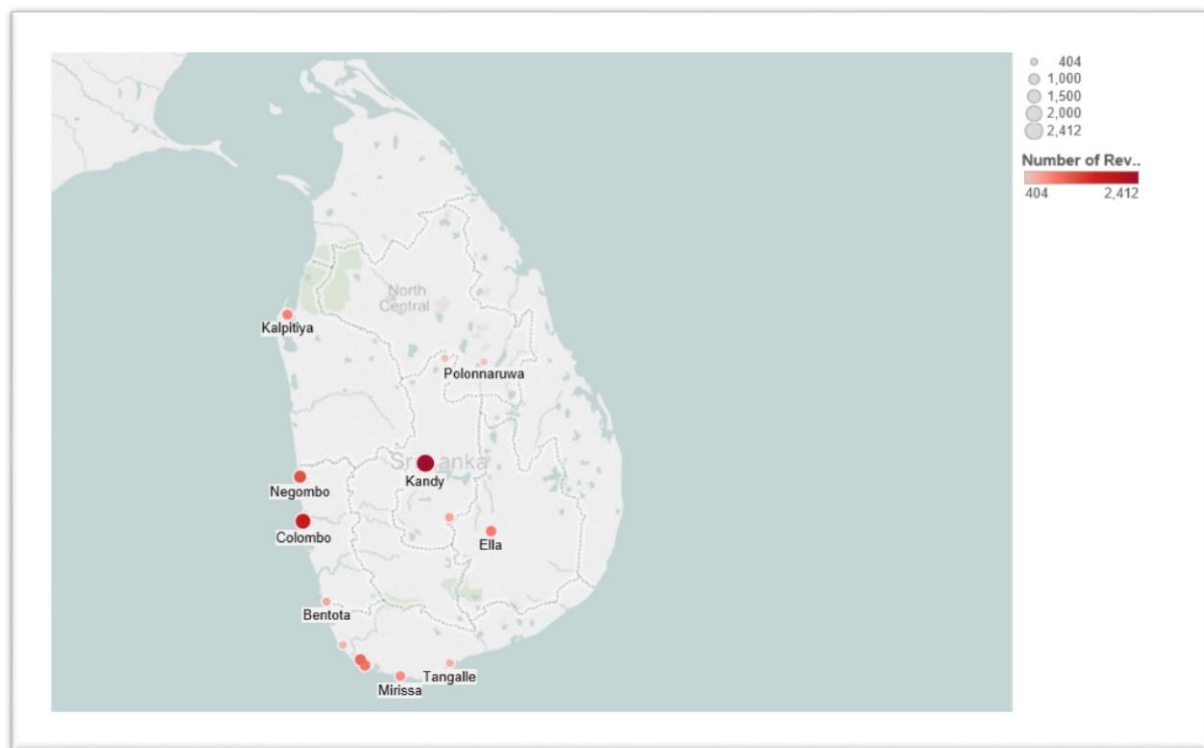 404
1,000
1,500
2,000
2,412
Number of Rev..
404 2,412
North
Central
Kalpitiya
Polonnaruwa
Sri Lanka
Kandy
Negombo
Colombo
Ella
Bentota
Tangalle
Mirissa